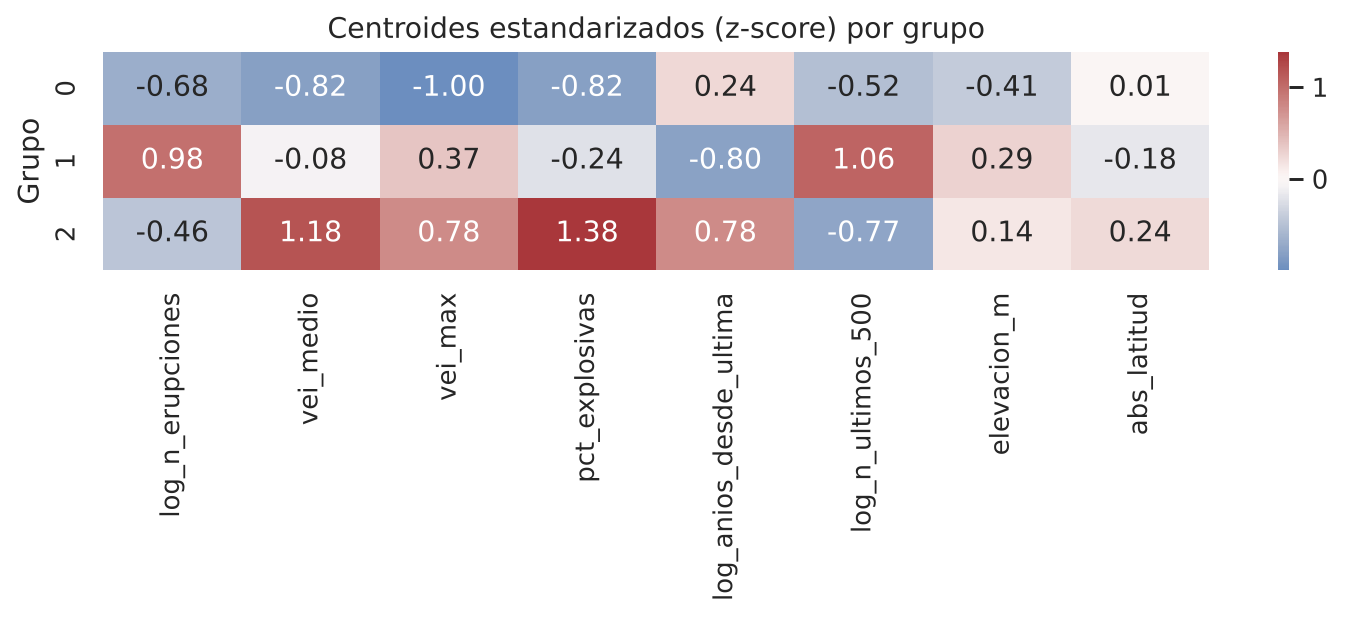 Centroides estandarizados (z-score) por grupo
Grupo
0
-0.68 -0.82 -1.00 -0.82 0.24 -0.52 -0.41 0.01
1
0.98 -0.08 0.37 -0.24 -0.80 1.06 0.29 -0.18
2
-0.46 1.18 0.78 1.38 0.78 -0.77 0.14 0.24
log_n_erupciones
vei_medio
vei_max
pct_explosivas
log_anios_desde_ultima
log_n_ultimos_500
elevacion_m
abs_latitud
1
0